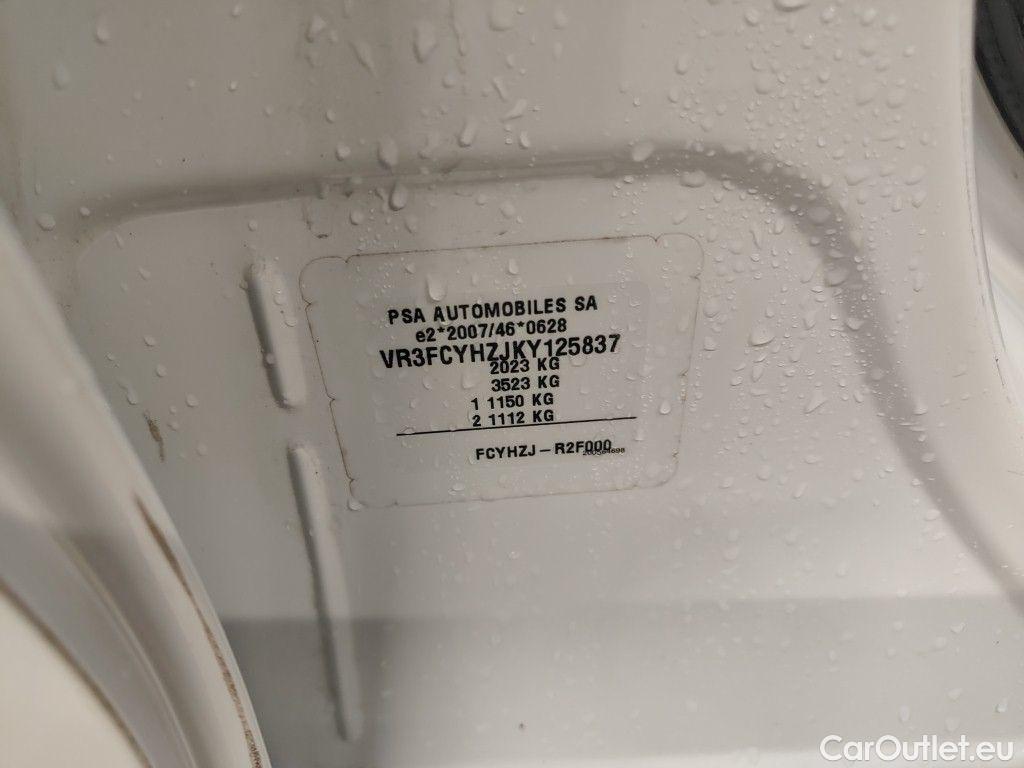 PSA AUTOMOBILES SA
e2*2007/46*0628
VR3FCYHZJKY125837
2023 KG
3523 KG
1 1150 KG
2 1112 KG
FCYHZJ - R2F000
CarOutlet.eu